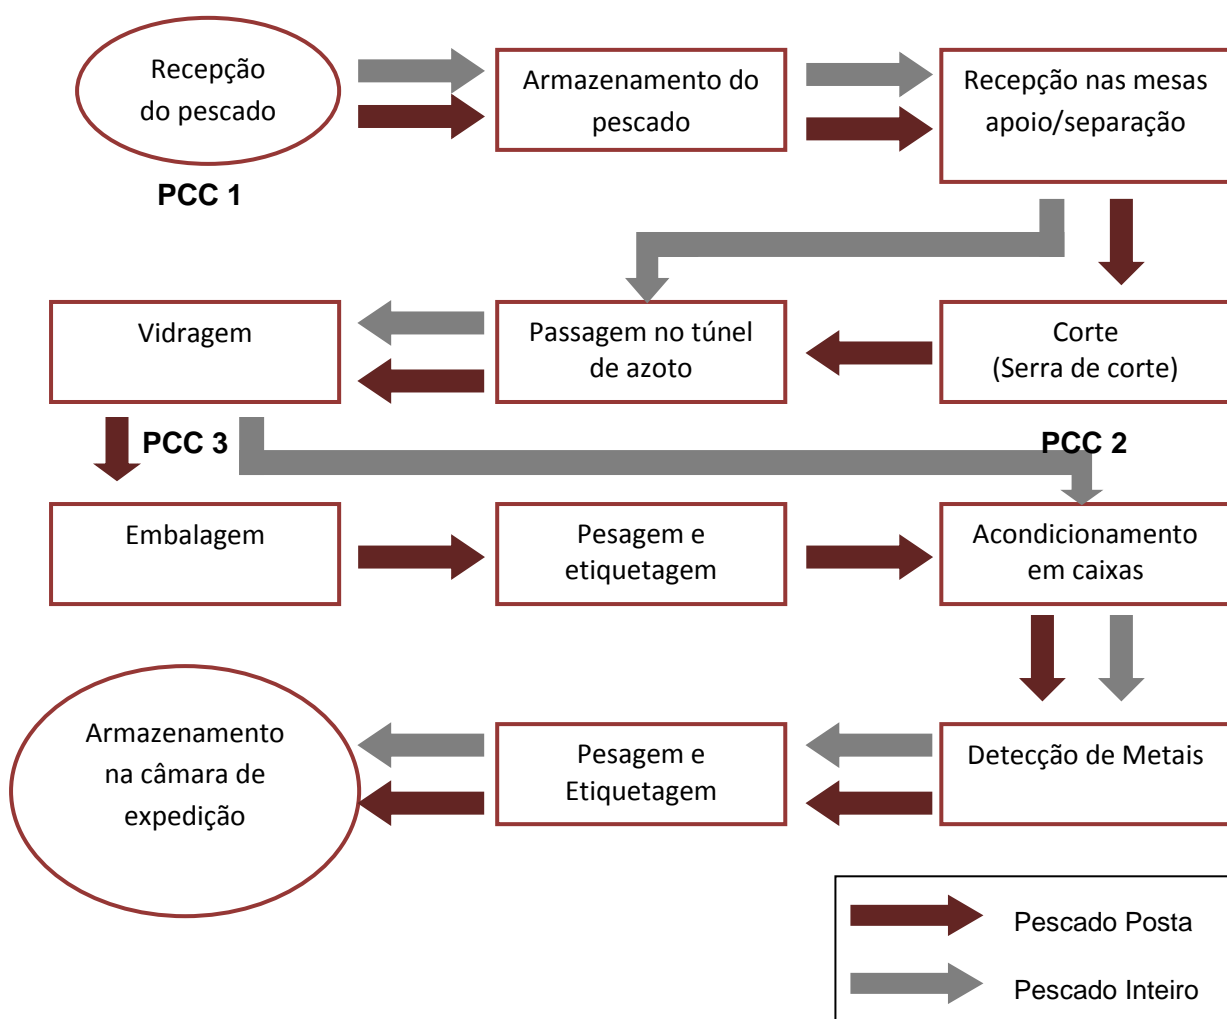 Recepção
do pescado
PCC 1
Armazenamento do
pescado
Recepção nas mesas
apoio/separação
Vidragem
PCC 3
Passagem no túnel
de azoto
Corte
(Serra de corte)
PCC 2
Embalagem
Pesagem e
etiquetagem
Acondicionamento
em caixas
Armazenamento
na câmara de
expedição
Pesagem e
Etiquetagem
Detecção de Metais
Pescado Posta
Pescado Inteiro